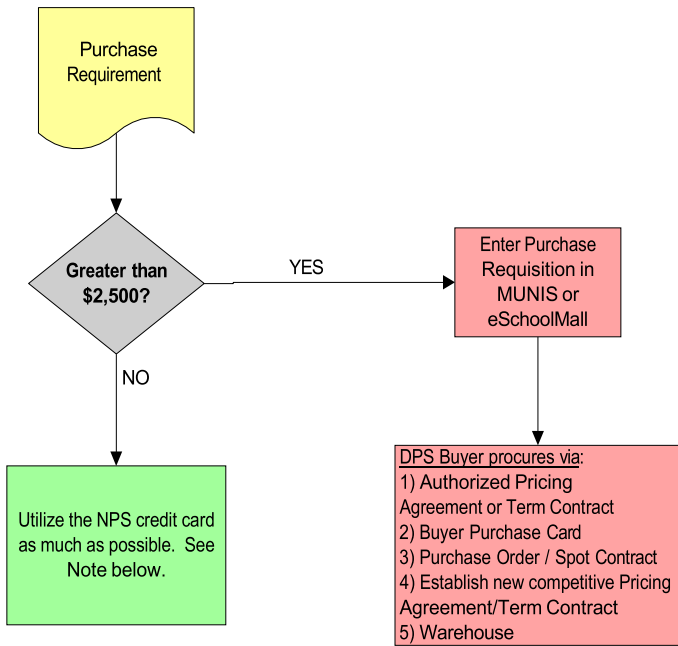 Purchase
Requirement
Greater than
$2,500?
YES
Enter Purchase
Requisition in
MUNIS or
eSchoolMall
NO
Utilize the NPS credit card
as much as possible.  See
Note below.
DPS Buyer procures via:
1) Authorized Pricing
Agreement or Term Contract
2) Buyer Purchase Card
3) Purchase Order / Spot Contract
4) Establish new competitive Pricing
Agreement/Term Contract
5) Warehouse